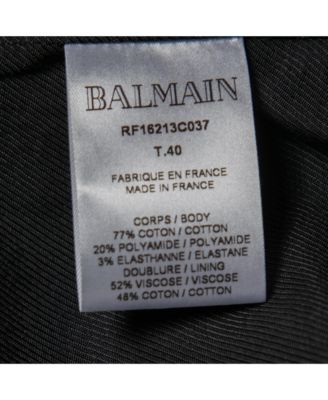 BALMAIN
RF16213C037
T.40
FABRIQUE EN FRANCE
MADE IN FRANCE
CORPS / BODY
77% COTON / COTTON
20% POLYAMIDE / POLYAMIDE
3% ELASTHANNE / ELASTANE
DOUBLURE / LINING
52% VISCOSE / VISCOSE
48% COTON / COTTON